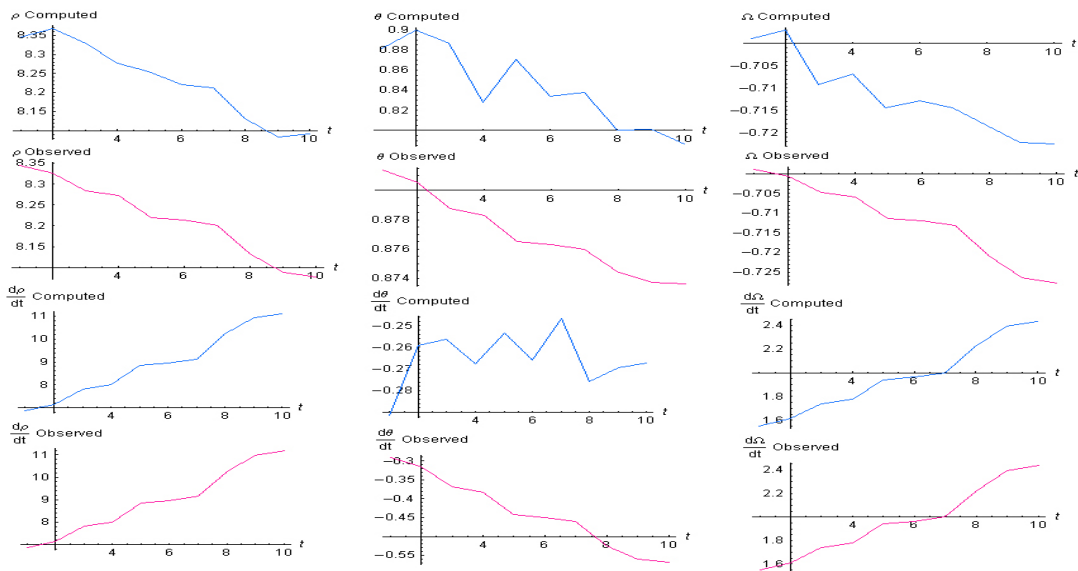 ρ Computed
8.35
8.3
8.25
8.2
8.15
4 6 8 10 t
θ Computed
0.9
0.88
0.86
0.84
0.82
4 6 8 10 t
Ω Computed
4 6 8 10 t
−0.705
−0.71
−0.715
−0.72
ρ Observed
8.35
8.3
8.25
8.2
8.15
4 6 8 10 t
θ Observed
4 6 8 10 t
0.878
0.876
0.874
Ω Observed
4 6 8 10 t
−0.705
−0.71
−0.715
−0.72
−0.725
dρ/dt Computed
11
10
9
8
4 6 8 10 t
dθ/dt Computed
−0.25
−0.26
−0.27
−0.28
4 6 8 10 t
dΩ/dt Computed
2.4
2.2
4 6 8 10 t
1.8
1.6
dρ/dt Observed
11
10
9
8
4 6 8 10 t
dθ/dt Observed
−0.3
−0.35
−0.4
−0.45
4 6 8 10 t
−0.55
dΩ/dt Observed
2.4
2.2
4 6 8 10 t
1.8
1.6